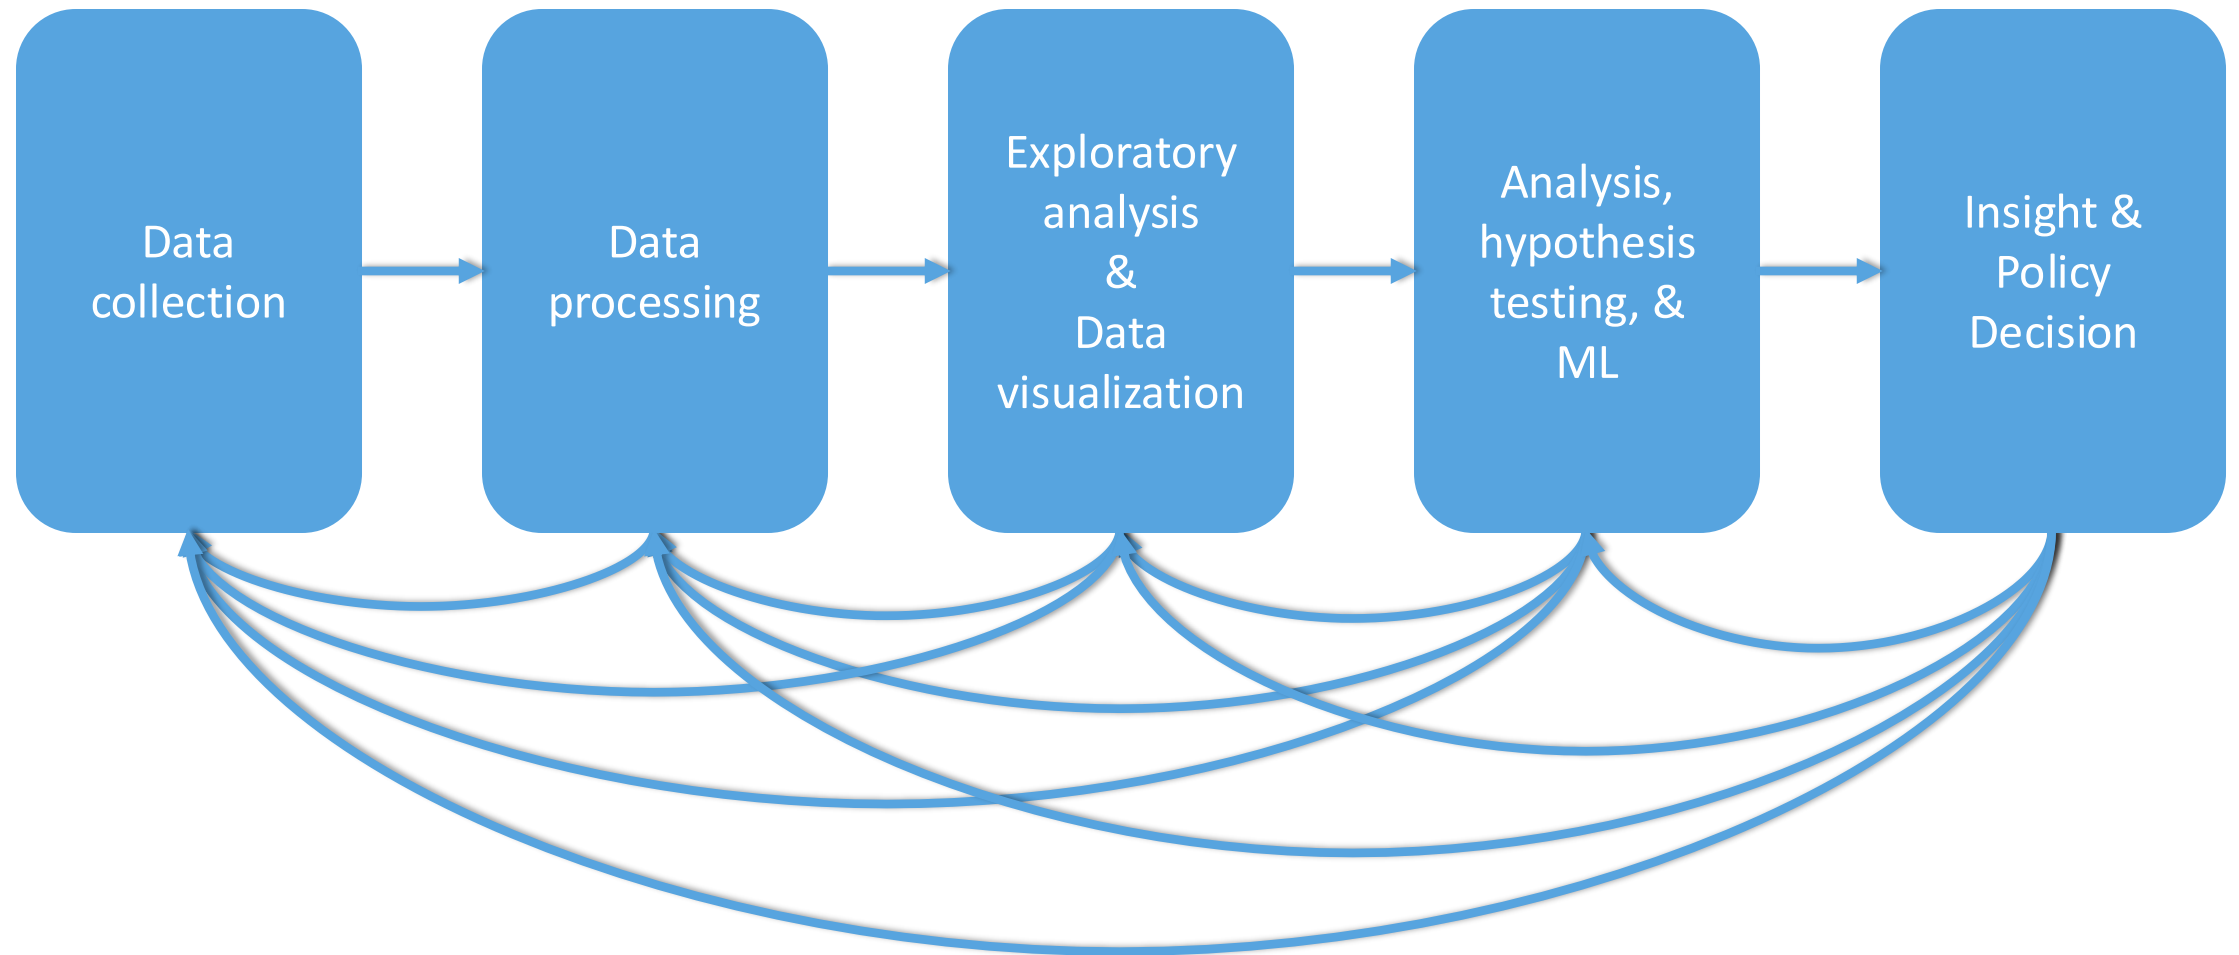 Data
collection
Data
processing
Exploratory
analysis
&
Data
visualization
Analysis,
hypothesis
testing, &
ML
Insight &
Policy
Decision